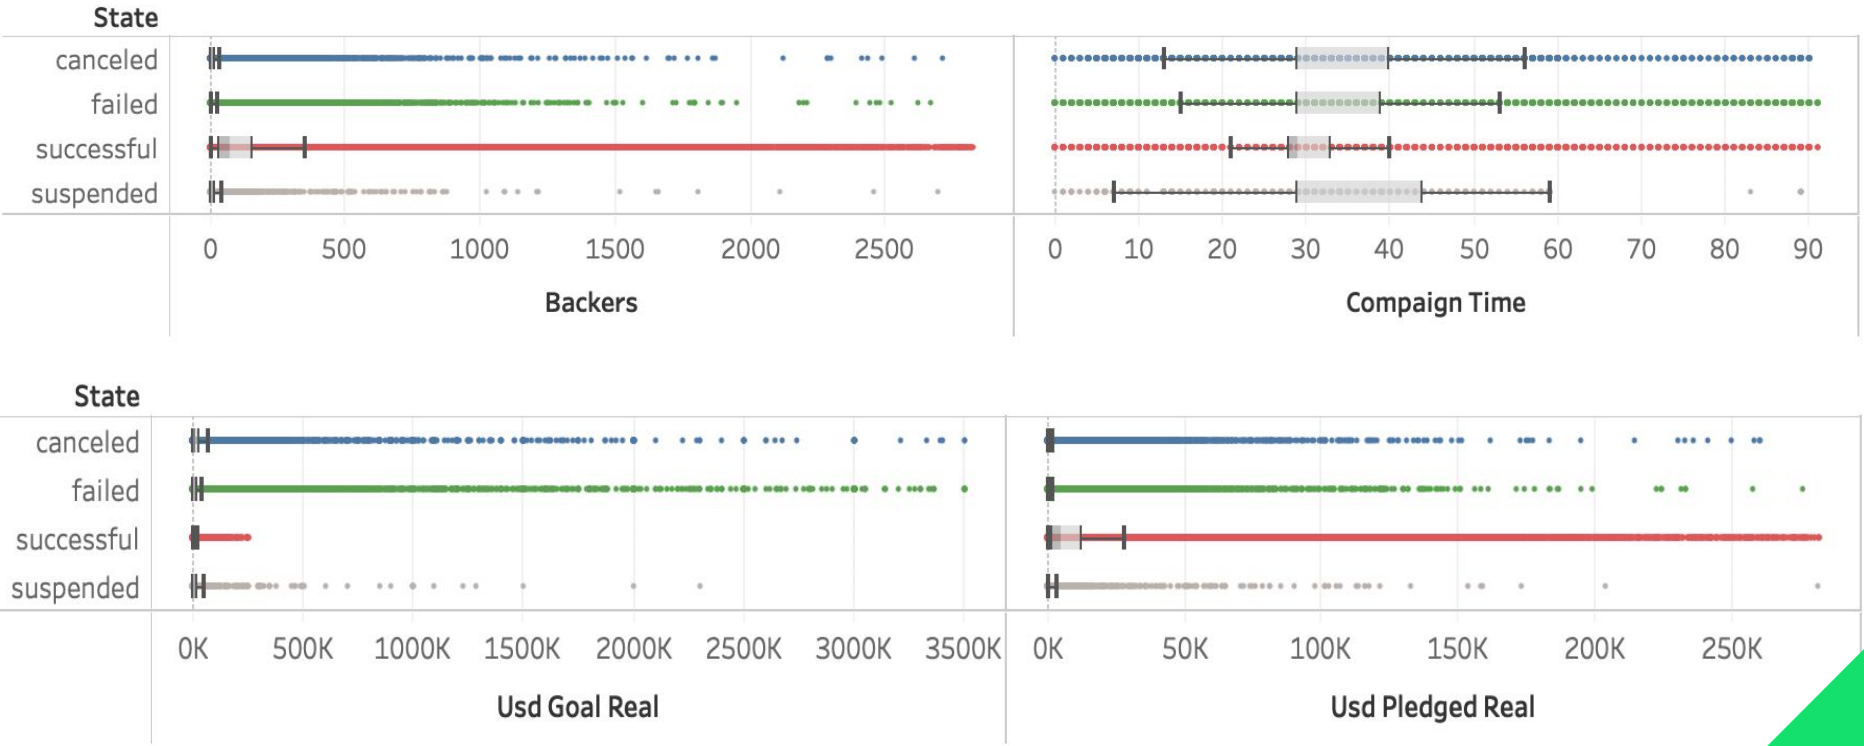 State
canceled
failed
successful
suspended
0 500 1000 1500 2000 2500
0 10 20 30 40 50 60 70 80 90
Backers
Compaign Time
State
canceled
failed
successful
suspended
0K 500K 1000K 1500K 2000K 2500K 3000K 3500K
0K 50K 100K 150K 200K 250K
Usd Goal Real
Usd Pledged Real